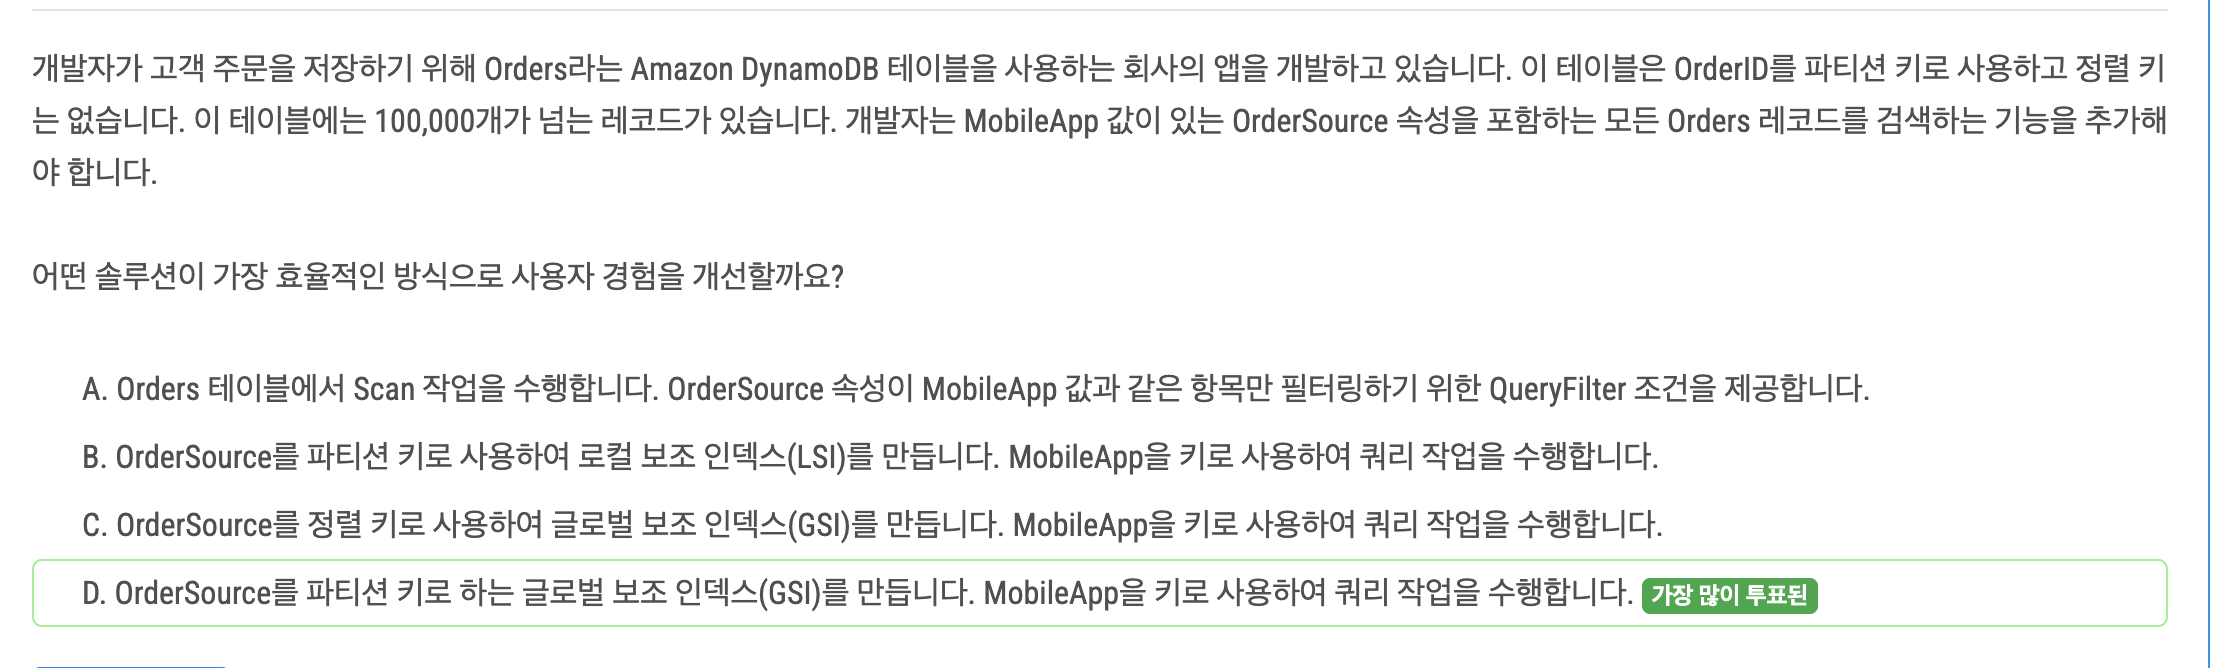 개발자가 고객 주문을 저장하기 위해 Orders라는 Amazon DynamoDB 테이블을 사용하는 회사의 앱을 개발하고 있습니다. 이 테이블은 OrderID를 파티션 키로 사용하고 정렬 키
는 없습니다. 이 테이블에는 100,000개가 넘는 레코드가 있습니다. 개발자는 MobileApp 값이 있는 OrderSource 속성을 포함하는 모든 Orders 레코드를 검색하는 기능을 추가해
야 합니다.
어떤 솔루션이 가장 효율적인 방식으로 사용자 경험을 개선할까요?
A. Orders 테이블에서 Scan 작업을 수행합니다. OrderSource 속성이 MobileApp 값과 같은 항목만 필터링하기 위한 QueryFilter 조건을 제공합니다.
B. OrderSource를 파티션 키로 사용하여 로컬 보조 인덱스(LSI)를 만듭니다. MobileApp을 키로 사용하여 쿼리 작업을 수행합니다.
C. OrderSource를 정렬 키로 사용하여 글로벌 보조 인덱스(GSI)를 만듭니다. MobileApp을 키로 사용하여 쿼리 작업을 수행합니다.
D. OrderSource를 파티션 키로 하는 글로벌 보조 인덱스(GSI)를 만듭니다. MobileApp을 키로 사용하여 쿼리 작업을 수행합니다. 가장 많이 투표된